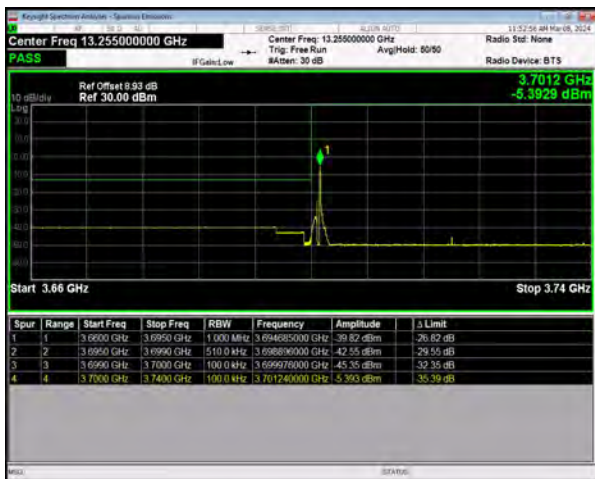 Keysight Spectrum Analyzer - Spurious Emissions
SENSE:INT ALIGN AUTO 11:52:56 AM Mar 08, 2024
Center Freq 13.255000000 GHz Center Freq: 13.255000000 GHz Radio Std: None
Trig: Free Run Avg|Hold: 50/50
PASS IFGain:Low #Atten: 30 dB Radio Device: BTS
3.7012 GHz
Ref Offset 8.93 dB
10 dB/div Ref 30.00 dBm -5.3929 dBm
Log
1
Start 3.66 GHz Stop 3.74 GHz
Spur Range Start Freq Stop Freq RBW Frequency Amplitude Δ Limit
1 1 3.6600 GHz 3.6950 GHz 1.000 MHz 3.694685000 GHz -39.82 dBm -26.82 dB
2 2 3.6950 GHz 3.6990 GHz 510.0 kHz 3.698896000 GHz -42.55 dBm -29.55 dB
3 3 3.6990 GHz 3.7000 GHz 100.0 kHz 3.699976000 GHz -45.35 dBm -32.35 dB
4 4 3.7000 GHz 3.7400 GHz 100.0 kHz 3.701240000 GHz -5.393 dBm -35.39 dB
MSG STATUS